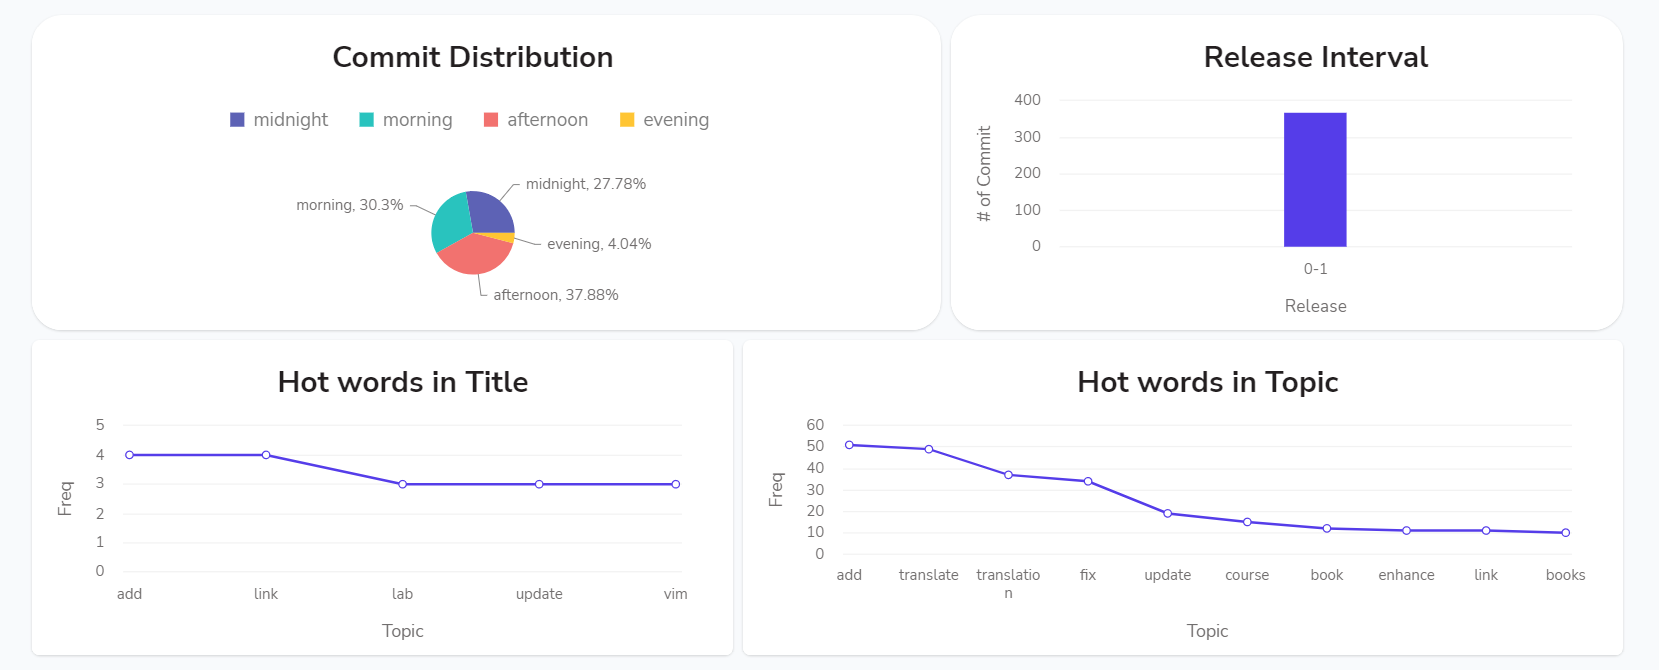 Commit Distribution
midnight
morning
afternoon
evening
midnight, 27.78%
morning, 30.3%
evening, 4.04%
afternoon, 37.88%
Release Interval
400
300
200
100
0
# of Commit
0-1
Release
Hot words in Title
5
4
3
2
1
0
Freq
add
link
lab
update
vim
Topic
Hot words in Topic
60
50
40
30
20
10
0
Freq
add
translate
translatio
n
fix
update
course
book
enhance
link
books
Topic